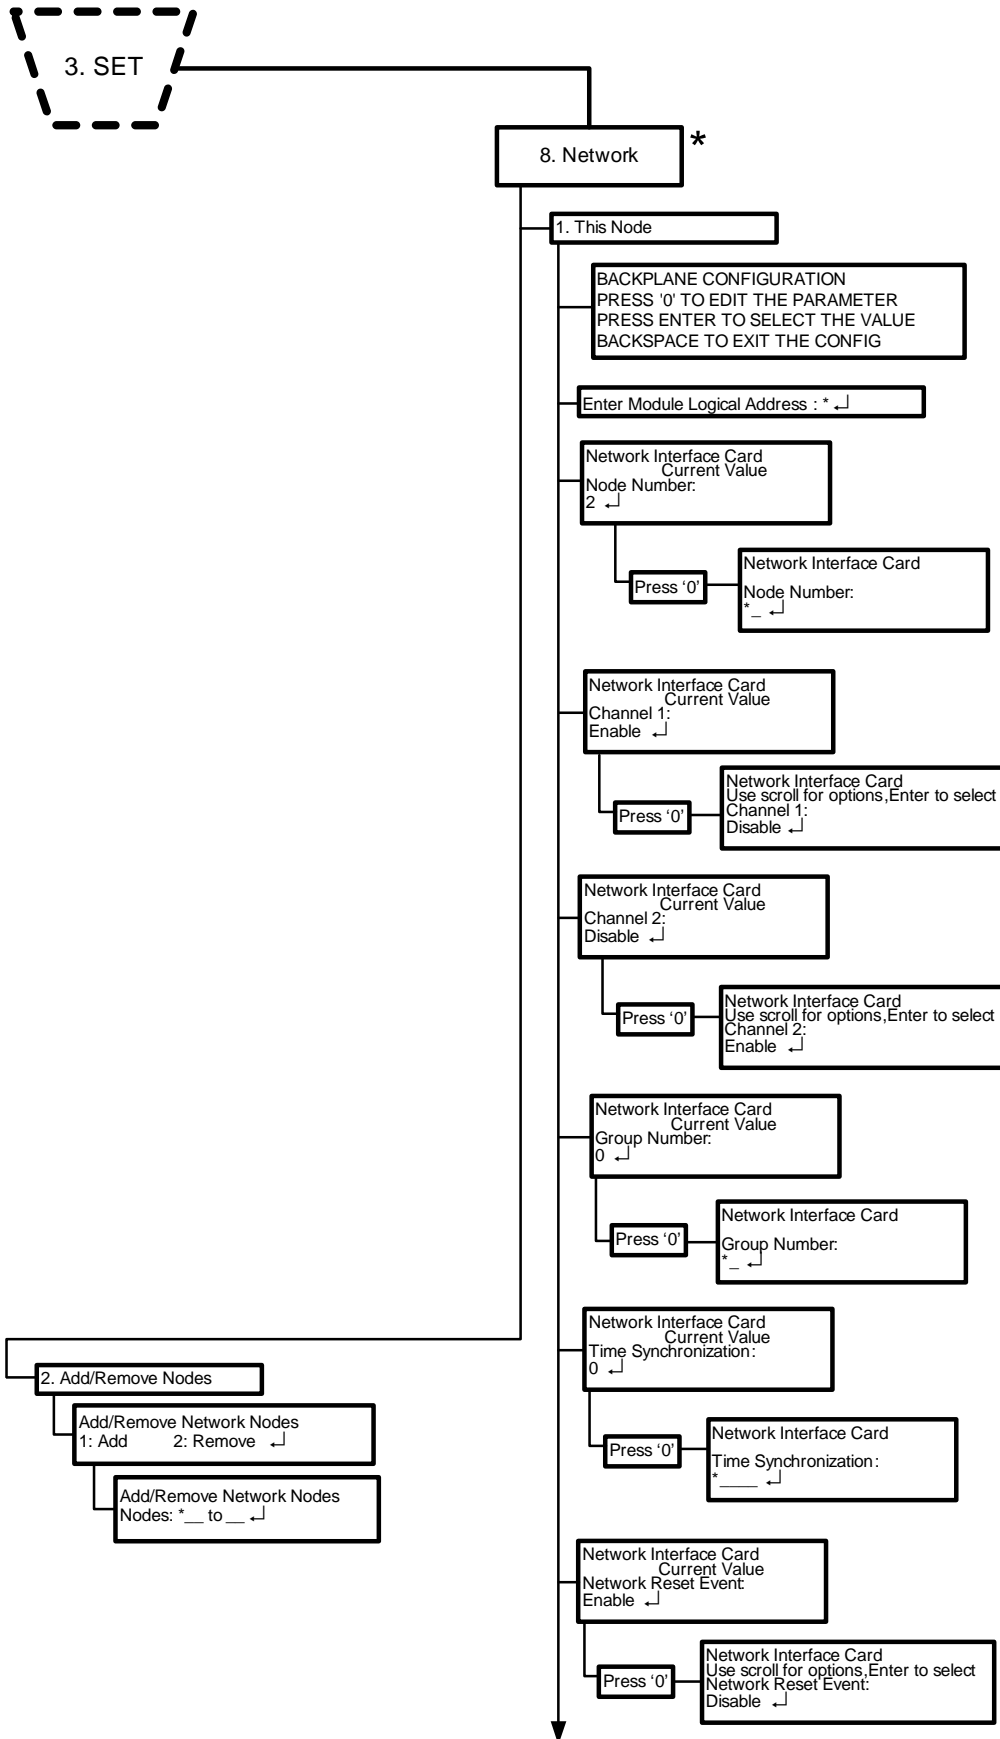 3. SET
8. Network
*
1. This Node
BACKPLANE CONFIGURATION
PRESS '0' TO EDIT THE PARAMETER
PRESS ENTER TO SELECT THE VALUE
BACKSPACE TO EXIT THE CONFIG
Enter Module Logical Address : * ↵
Network Interface Card
Current Value
Node Number:
2 ↵
Press ‘0’
Network Interface Card
Node Number:
*_ ↵
Network Interface Card
Current Value
Channel 1:
Enable ↵
Press ‘0’
Network Interface Card
Use scroll for options,Enter to select
Channel 1:
Disable ↵
Network Interface Card
Current Value
Channel 2:
Disable ↵
Press ‘0’
Network Interface Card
Use scroll for options,Enter to select
Channel 2:
Enable ↵
Network Interface Card
Current Value
Group Number:
0 ↵
Press ‘0’
Network Interface Card
Group Number:
*_ ↵
Network Interface Card
Current Value
Time Synchronization:
0 ↵
Press ‘0’
Network Interface Card
Time Synchronization:
*____ ↵
2. Add/Remove Nodes
Add/Remove Network Nodes
1: Add 2: Remove ↵
Add/Remove Network Nodes
Nodes: *__ to __ ↵
Network Interface Card
Current Value
Network Reset Event:
Enable ↵
Press ‘0’
Network Interface Card
Use scroll for options,Enter to select
Network Reset Event:
Disable ↵